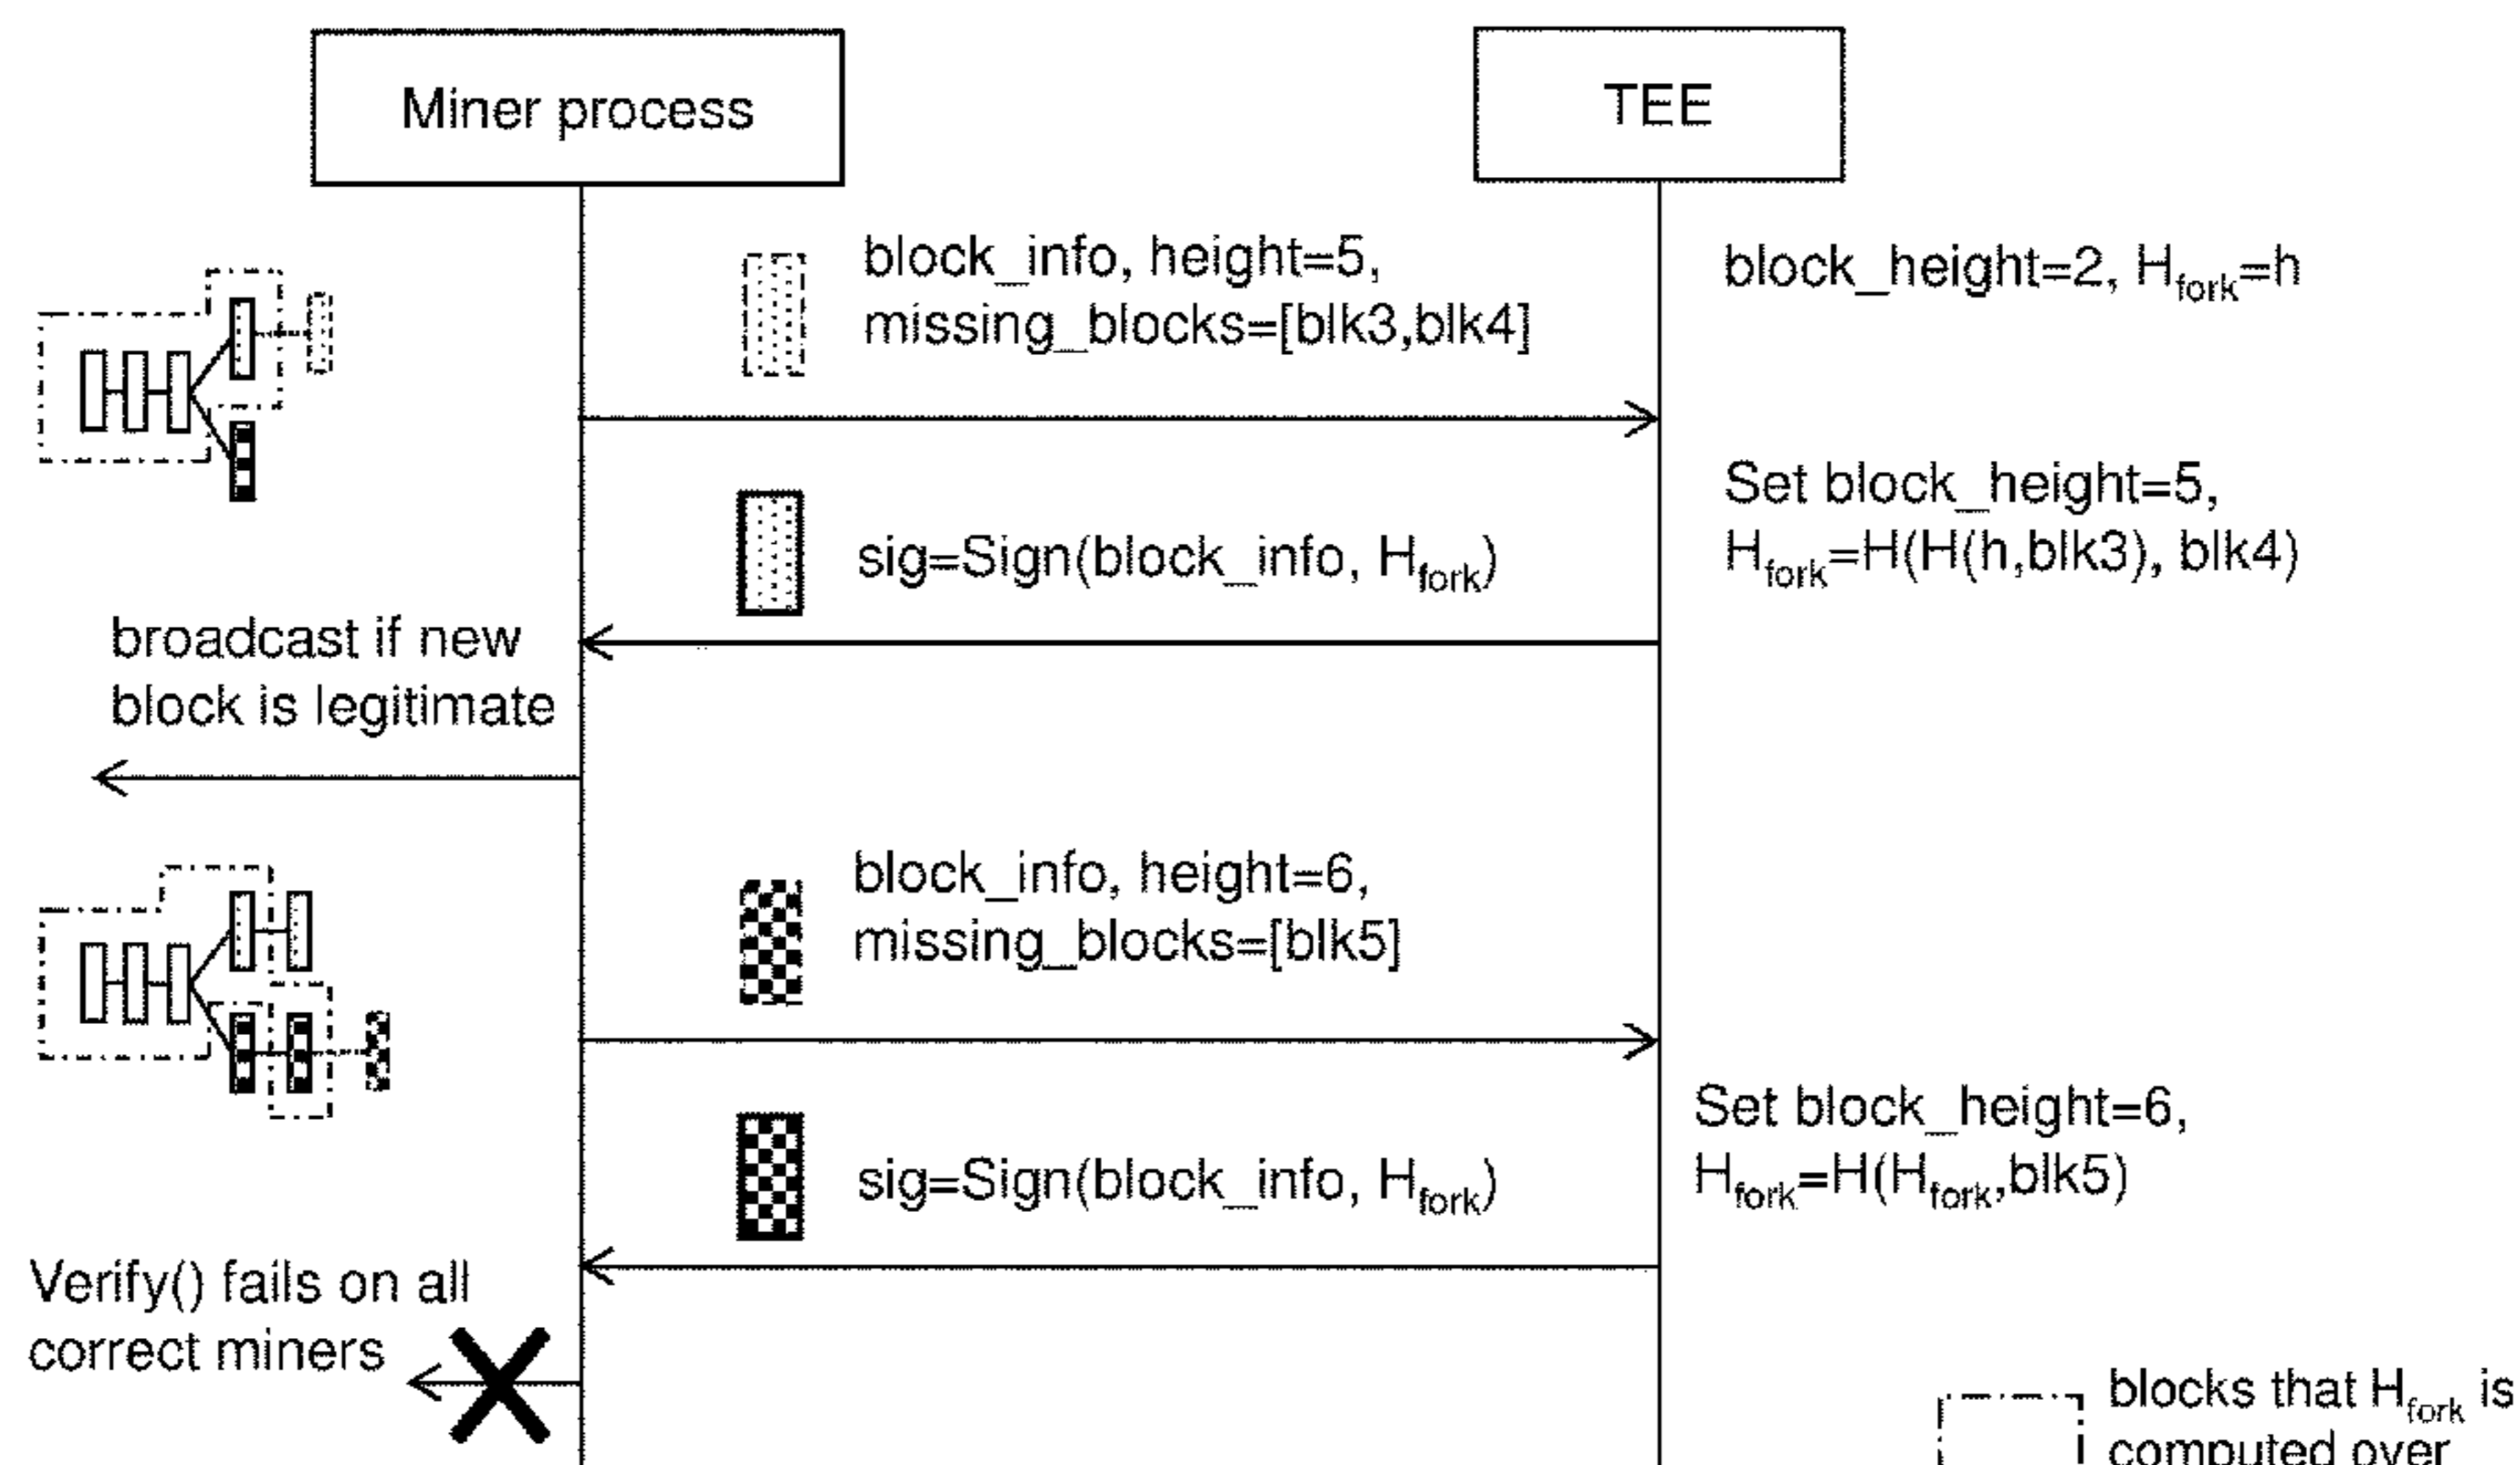 Miner process
TEE
block_info, height=5,
missing_blocks=[blk3,blk4]
block_height=2, Hfork=h
Set block_height=5,
Hfork=H(H(h,blk3), blk4)
sig=Sign(block_info, Hfork)
broadcast if new
block is legitimate
block_info, height=6,
missing_blocks=[blk5]
Set block_height=6,
Hfork=H(Hfork,blk5)
sig=Sign(block_info, Hfork)
Verify() fails on all
correct miners
blocks that Hfork is
computed over